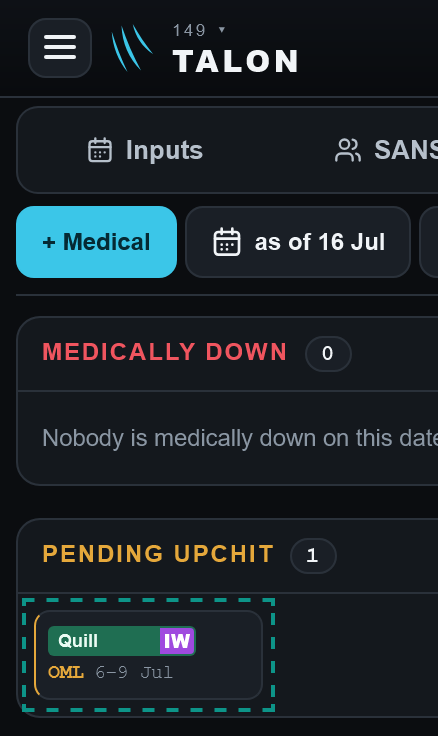 149 ▾
TALON
Inputs
SANS
+ Medical
as of 16 Jul
MEDICALLY DOWN 0
Nobody is medically down on this date
PENDING UPCHIT 1
Quill IW
OML 6–9 Jul